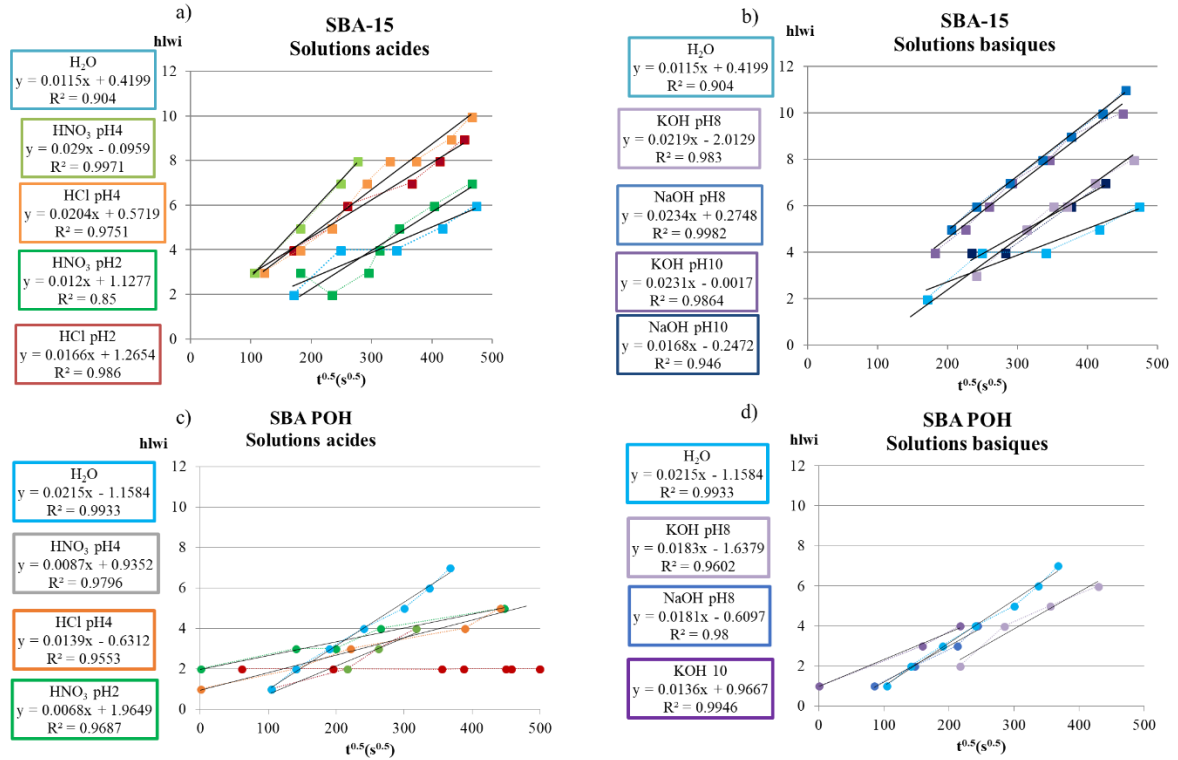 a)
SBA-15
Solutions acides
hlwi
H₂O
y = 0.0115x + 0.4199
R² = 0.904
HNO₃ pH4
y = 0.029x - 0.0959
R² = 0.9971
HCl pH4
y = 0.0204x + 0.5719
R² = 0.9751
HNO₃ pH2
y = 0.012x + 1.1277
R² = 0.85
HCl pH2
y = 0.0166x + 1.2654
R² = 0.986
12
10
8
6
4
2
0
0 100 200 300 400 500
t⁰·⁵(s⁰·⁵)
b)
SBA-15
Solutions basiques
hlwi
H₂O
y = 0.0115x + 0.4199
R² = 0.904
KOH pH8
y = 0.0219x - 2.0129
R² = 0.983
NaOH pH8
y = 0.0234x + 0.2748
R² = 0.9982
KOH pH10
y = 0.0231x - 0.0017
R² = 0.9864
NaOH pH10
y = 0.0168x - 0.2472
R² = 0.946
12
10
8
6
4
2
0
0 100 200 300 400 500
t⁰·⁵(s⁰·⁵)
c)
SBA POH
Solutions acides
hlwi
H₂O
y = 0.0215x - 1.1584
R² = 0.9933
HNO₃ pH4
y = 0.0087x + 0.9352
R² = 0.9796
HCl pH4
y = 0.0139x - 0.6312
R² = 0.9553
HNO₃ pH2
y = 0.0068x + 1.9649
R² = 0.9687
12
10
8
6
4
2
0
0 100 200 300 400 500
t⁰·⁵(s⁰·⁵)
d)
SBA POH
Solutions basiques
hlwi
H₂O
y = 0.0215x - 1.1584
R² = 0.9933
KOH pH8
y = 0.0183x - 1.6379
R² = 0.9602
NaOH pH8
y = 0.0181x - 0.6097
R² = 0.98
KOH 10
y = 0.0136x + 0.9667
R² = 0.9946
12
10
8
6
4
2
0
0 100 200 300 400 500
t⁰·⁵(s⁰·⁵)